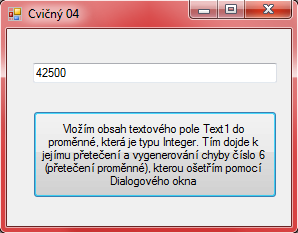 Cvičný 04
42500
Vložím obsah textového pole Text1 do
proměnné, která je typu Integer. Tím dojde k
jejímu přetečení a vygenerování chyby číslo 6
(přetečení proměnné), kterou ošetřím pomocí
Dialogového okna